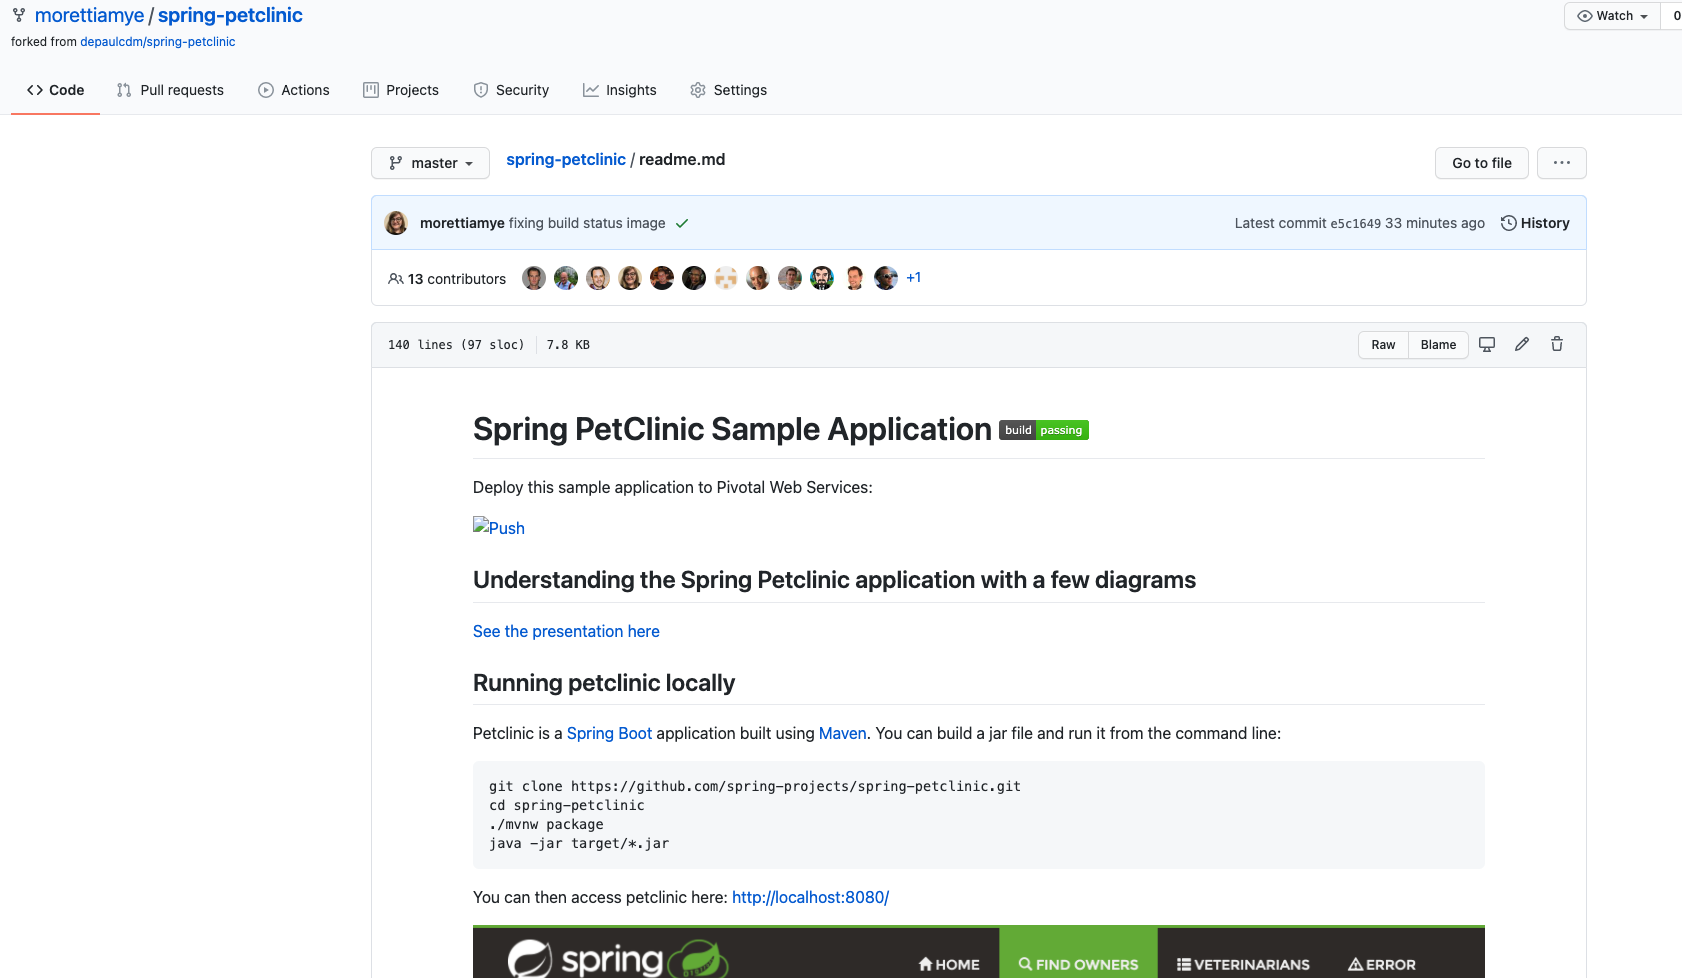 morettiamye / spring-petclinic
Watch
0
forked from depaulcdm/spring-petclinic
Code
Pull requests
Actions
Projects
Security
Insights
Settings
master
spring-petclinic / readme.md
Go to file
...
morettiamye fixing build status image
Latest commit e5c1649 33 minutes ago
History
13 contributors
+1
140 lines (97 sloc)
7.8 KB
Raw
Blame
Spring PetClinic Sample Application build passing
Deploy this sample application to Pivotal Web Services:
Push
Understanding the Spring Petclinic application with a few diagrams
See the presentation here
Running petclinic locally
Petclinic is a Spring Boot application built using Maven. You can build a jar file and run it from the command line:
git clone https://github.com/spring-projects/spring-petclinic.git
cd spring-petclinic
./mvnw package
java -jar target/*.jar
You can then access petclinic here: http://localhost:8080/
spring
HOME
FIND OWNERS
VETERINARIANS
ERROR